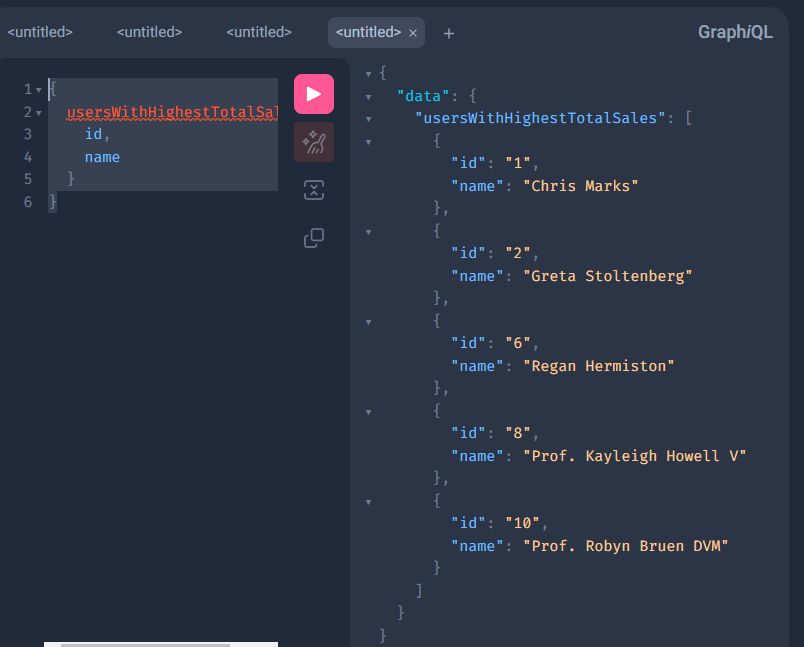 <untitled>
<untitled>
<untitled>
<untitled> ×
+
GraphiQL
1 {
2 usersWithHighestTotalSal
3 id,
4 name
5 }
6 }
{
"data": {
"usersWithHighestTotalSales": [
{
"id": "1",
"name": "Chris Marks"
},
{
"id": "2",
"name": "Greta Stoltenberg"
},
{
"id": "6",
"name": "Regan Hermiston"
},
{
"id": "8",
"name": "Prof. Kayleigh Howell V"
},
{
"id": "10",
"name": "Prof. Robyn Bruen DVM"
}
]
}
}